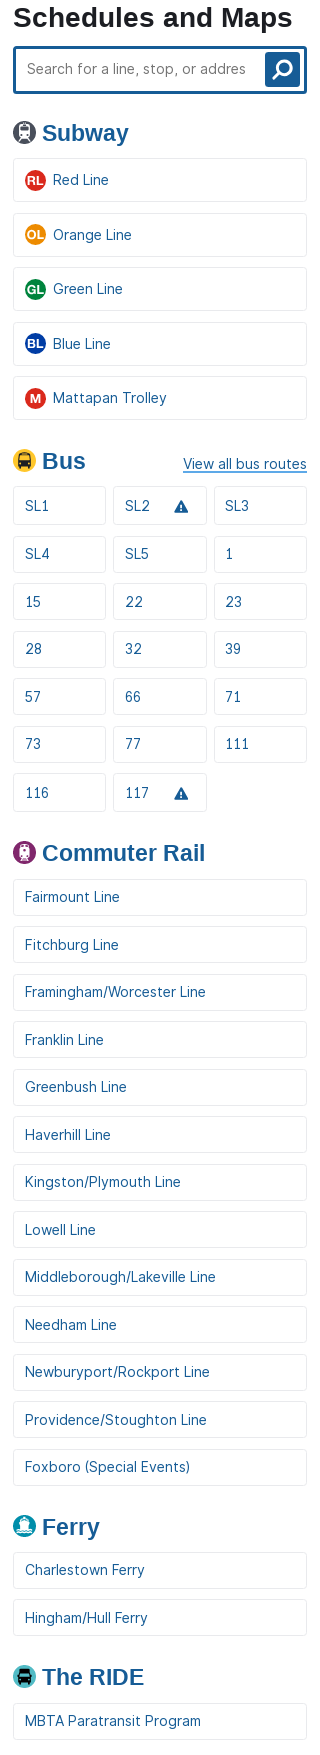 Schedules and Maps
Search for a line, stop, or addres
Subway
RL Red Line
OL Orange Line
GL Green Line
BL Blue Line
M Mattapan Trolley
Bus View all bus routes
SL1 SL2 SL3
SL4 SL5 1
15 22 23
28 32 39
57 66 71
73 77 111
116 117
Commuter Rail
Fairmount Line
Fitchburg Line
Framingham/Worcester Line
Franklin Line
Greenbush Line
Haverhill Line
Kingston/Plymouth Line
Lowell Line
Middleborough/Lakeville Line
Needham Line
Newburyport/Rockport Line
Providence/Stoughton Line
Foxboro (Special Events)
Ferry
Charlestown Ferry
Hingham/Hull Ferry
The RIDE
MBTA Paratransit Program